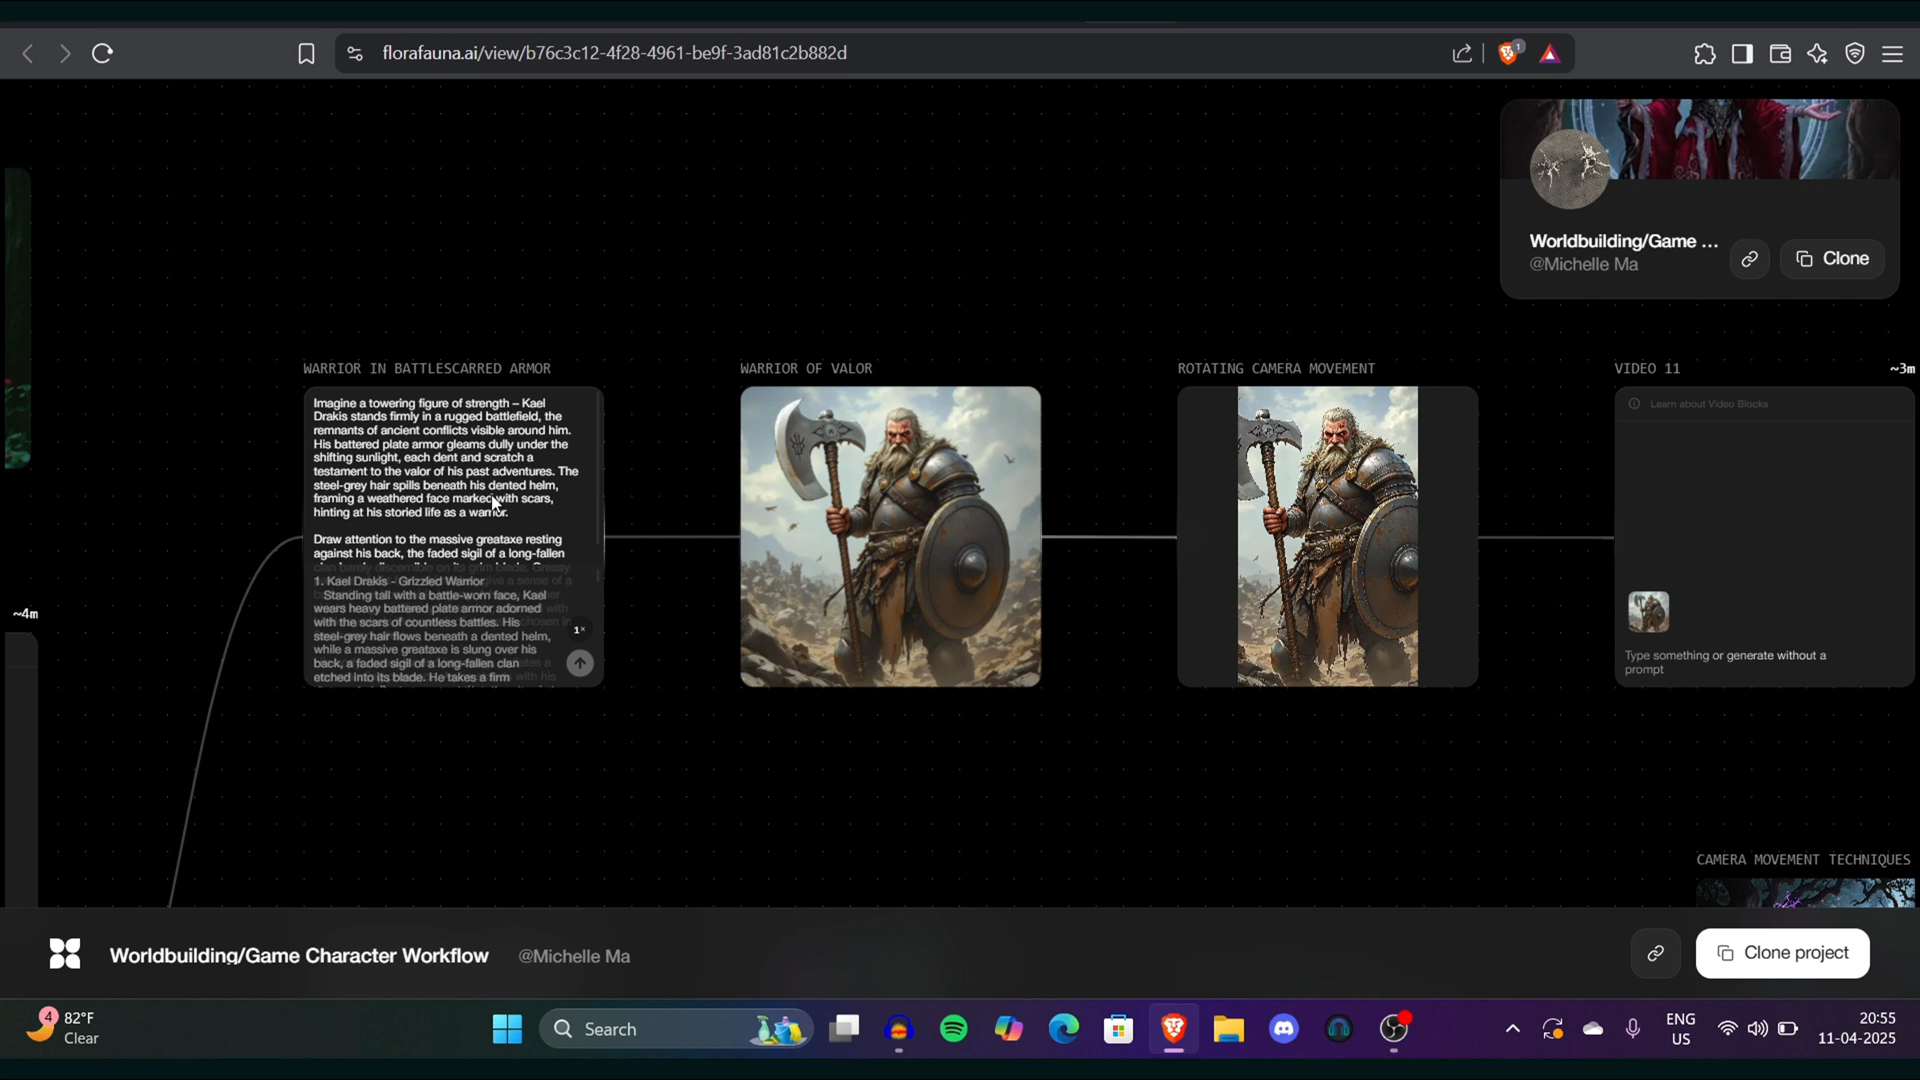 florafauna.ai/view/b76c3c12-4f28-4961-be9f-3ad81c2b882d
1
Worldbuilding/Game ...
@Michelle Ma
Clone
WARRIOR IN BATTLESCARRED ARMOR
Imagine a towering figure of strength – Kael
Drakis stands firmly in a rugged battlefield, the
remnants of ancient conflicts visible around him.
His battered plate armor gleams dully under the
shifting sunlight, each dent and scratch a
testament to the valor of his past adventures. The
steel-grey hair spills beneath his dented helm,
framing a weathered face marked with scars,
hinting at his storied life as a warrior.
Draw attention to the massive greataxe resting
against his back, the faded sigil of a long-fallen
clan barely discernible on its grim blade. Greasy
1. Kael Drakis - Grizzled Warrior
Standing tall with a battle-worn face, Kael
wears heavy battered plate armor adorned
with the scars of countless battles. His
steel-grey hair flows beneath a dented helm,
while a massive greataxe is slung over his
back, a faded sigil of a long-fallen clan
etched into its blade. He takes a firm
1×
WARRIOR OF VALOR
ROTATING CAMERA MOVEMENT
VIDEO 11
~3m
Learn about Video Blocks
Type something or generate without a
prompt
~4m
CAMERA MOVEMENT TECHNIQUES
Worldbuilding/Game Character Workflow
@Michelle Ma
Clone project
4
82°F
Clear
Search
ENG
US
20:55
11-04-2025